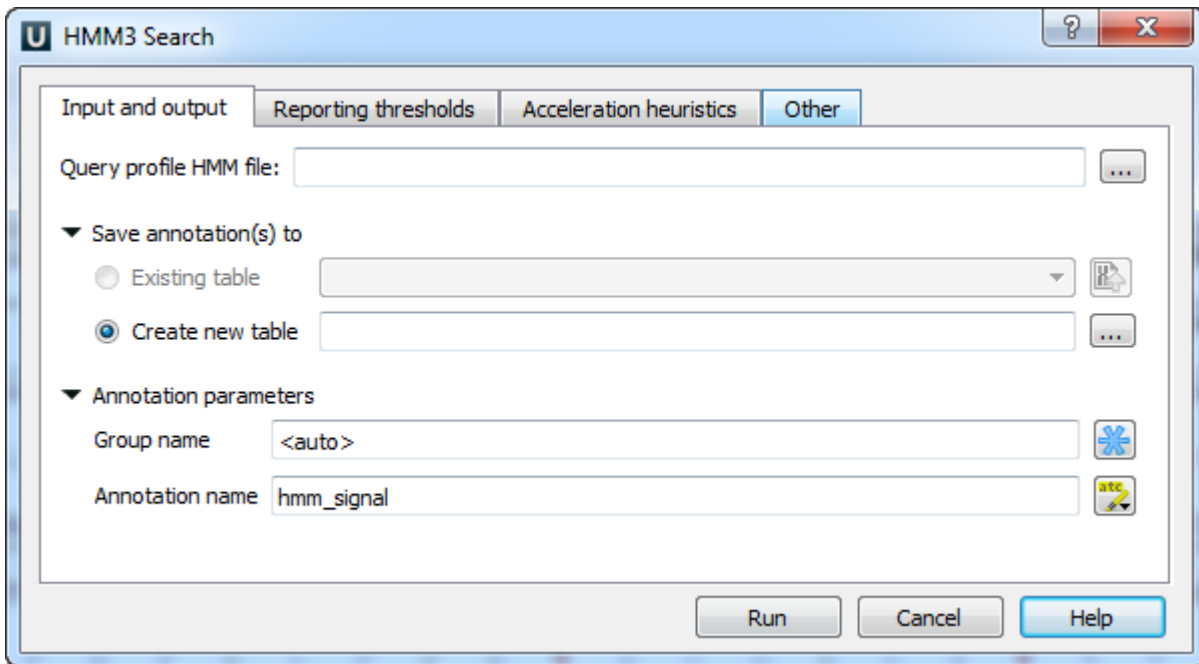 U HMM3 Search ? X
Input and output Reporting thresholds Acceleration heuristics Other
Query profile HMM file: ...
Save annotation(s) to
Existing table
Create new table ...
Annotation parameters
Group name <auto>
Annotation name hmm_signal atc
Run Cancel Help